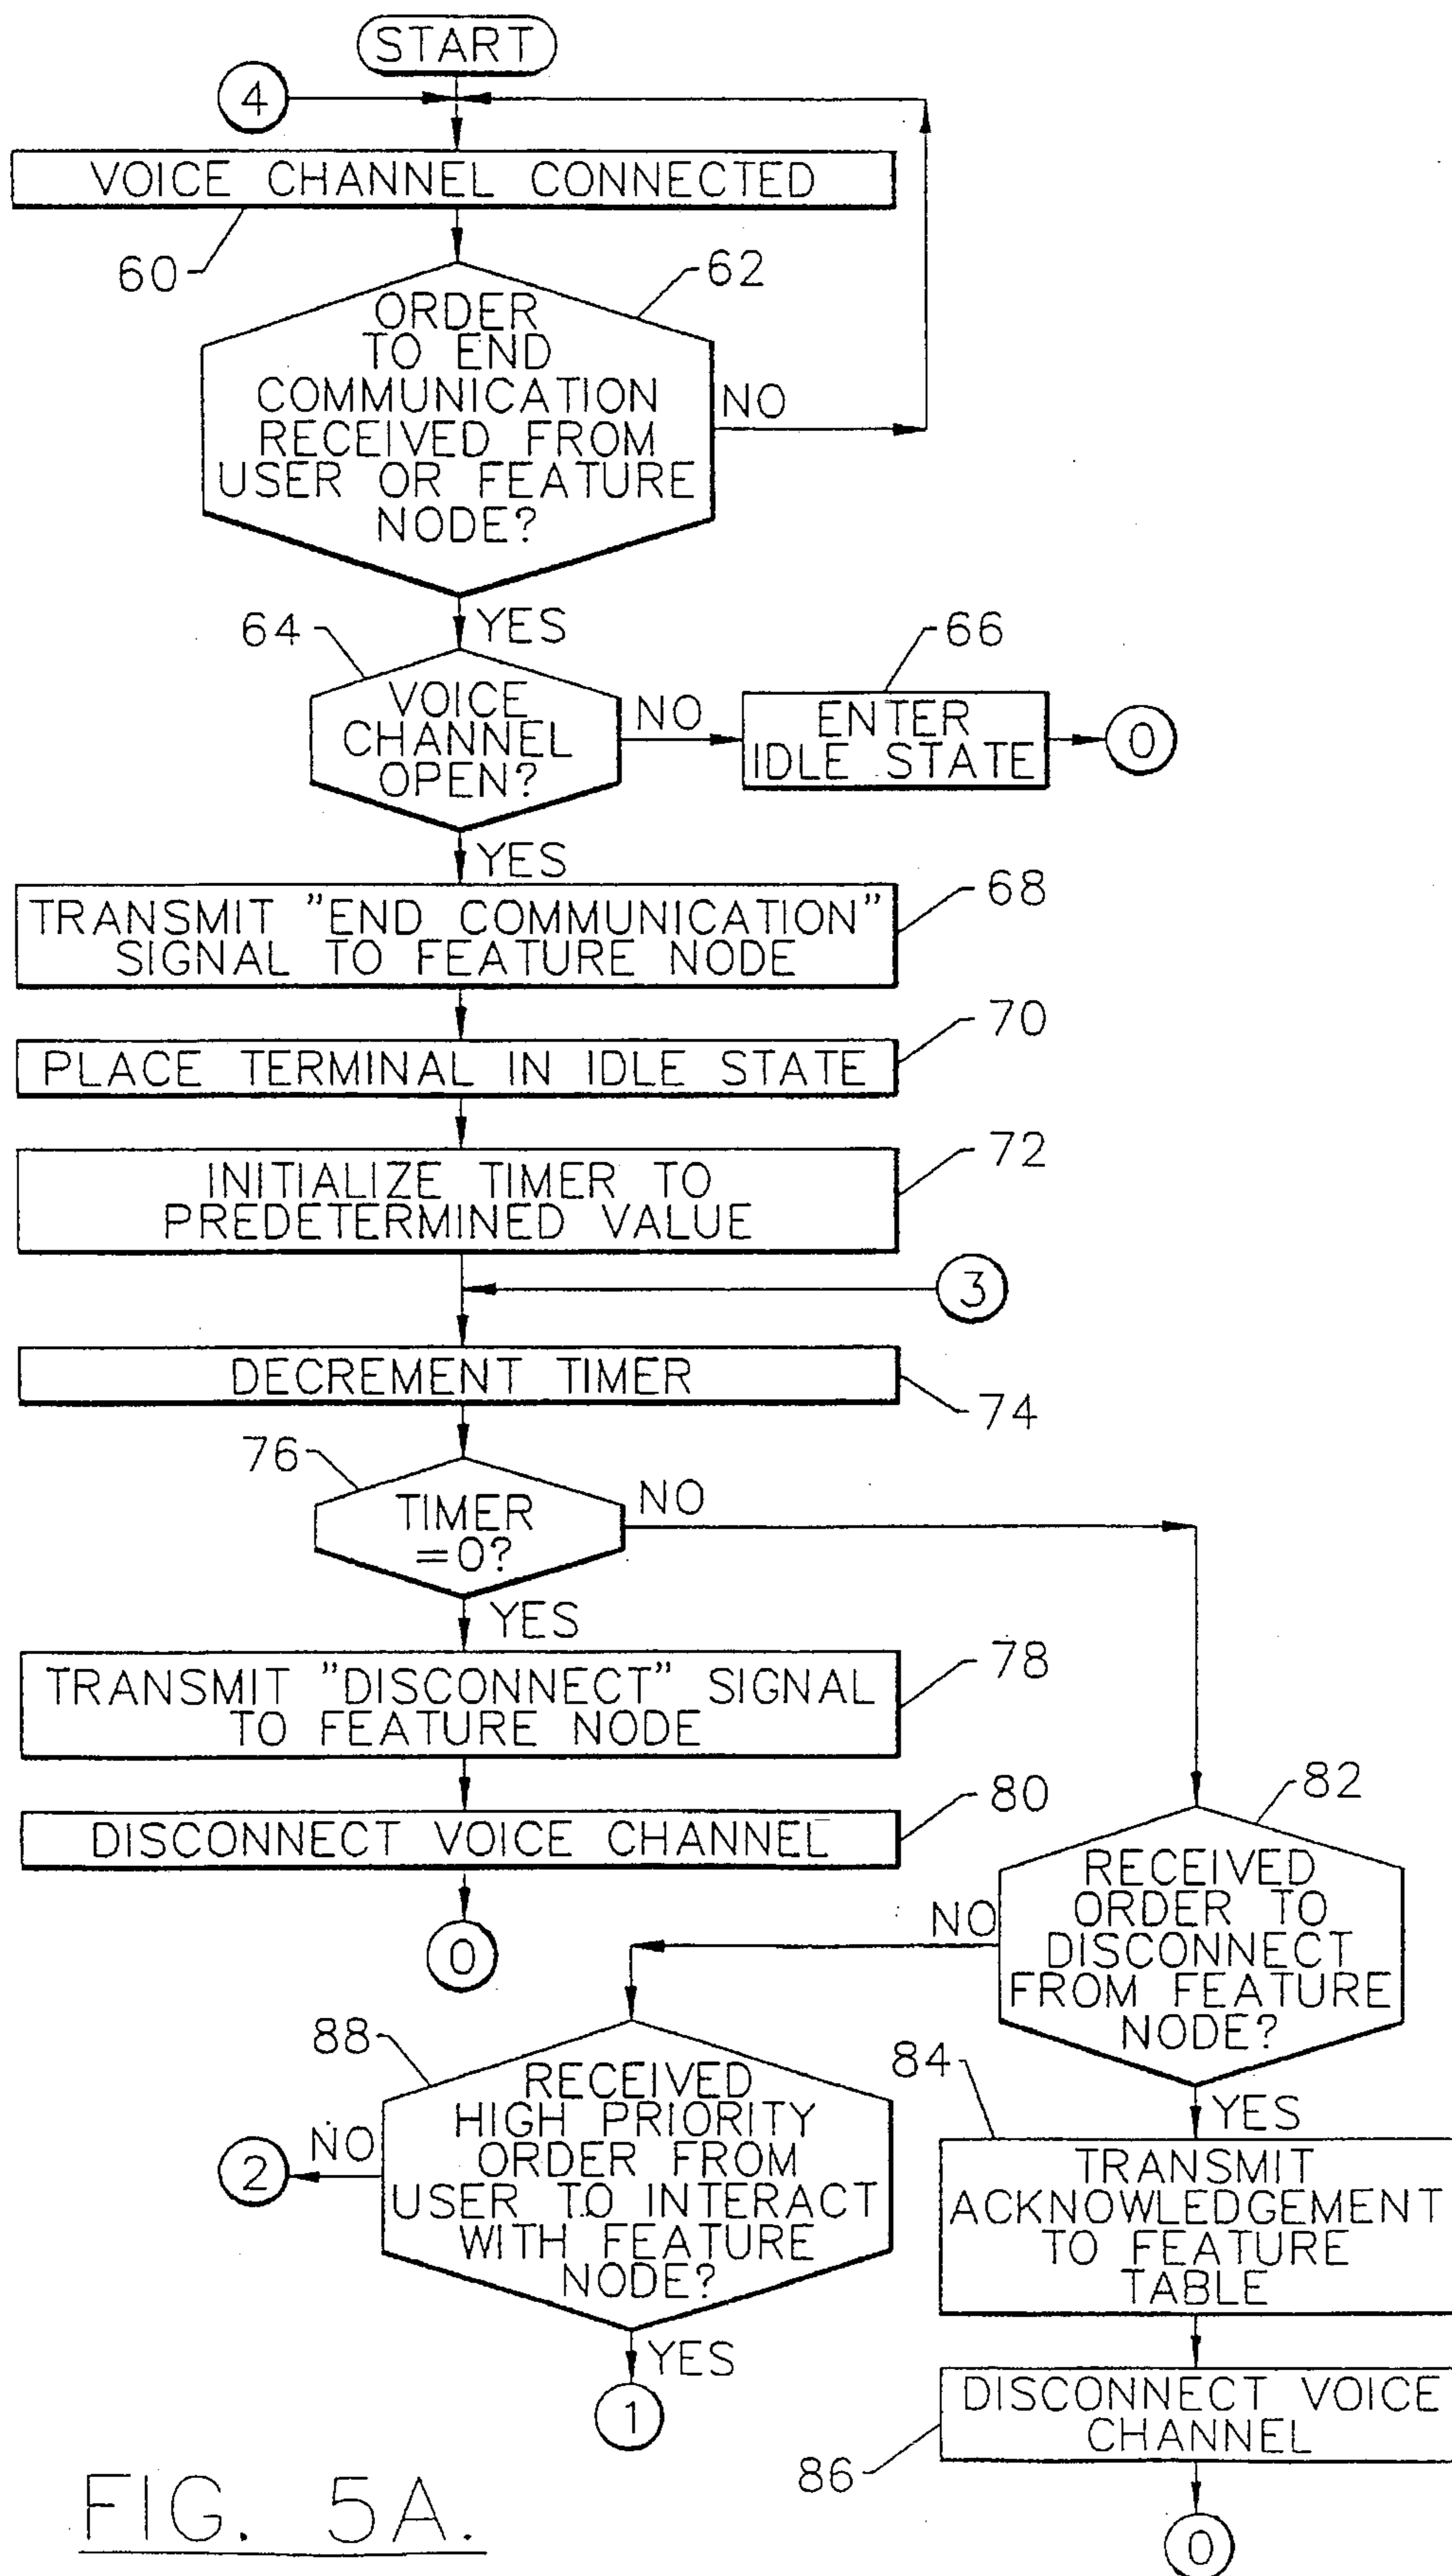 START
4
VOICE CHANNEL CONNECTED
60
62
ORDER
TO END
COMMUNICATION
RECEIVED FROM
USER OR FEATURE
NODE?
NO
YES
64
VOICE
CHANNEL
OPEN?
NO
66
ENTER
IDLE STATE
0
YES
68
TRANSMIT "END COMMUNICATION"
SIGNAL TO FEATURE NODE
70
PLACE TERMINAL IN IDLE STATE
72
INITIALIZE TIMER TO
PREDETERMINED VALUE
3
DECREMENT TIMER
74
76
TIMER
=0?
NO
YES
78
TRANSMIT "DISCONNECT" SIGNAL
TO FEATURE NODE
80
DISCONNECT VOICE CHANNEL
0
82
RECEIVED
ORDER TO
DISCONNECT
FROM FEATURE
NODE?
NO
YES
88
RECEIVED
HIGH PRIORITY
ORDER FROM
USER TO INTERACT
WITH FEATURE
NODE?
NO
2
YES
1
84
TRANSMIT
ACKNOWLEDGEMENT
TO FEATURE
TABLE
DISCONNECT VOICE
CHANNEL
86
0
FIG. 5A.